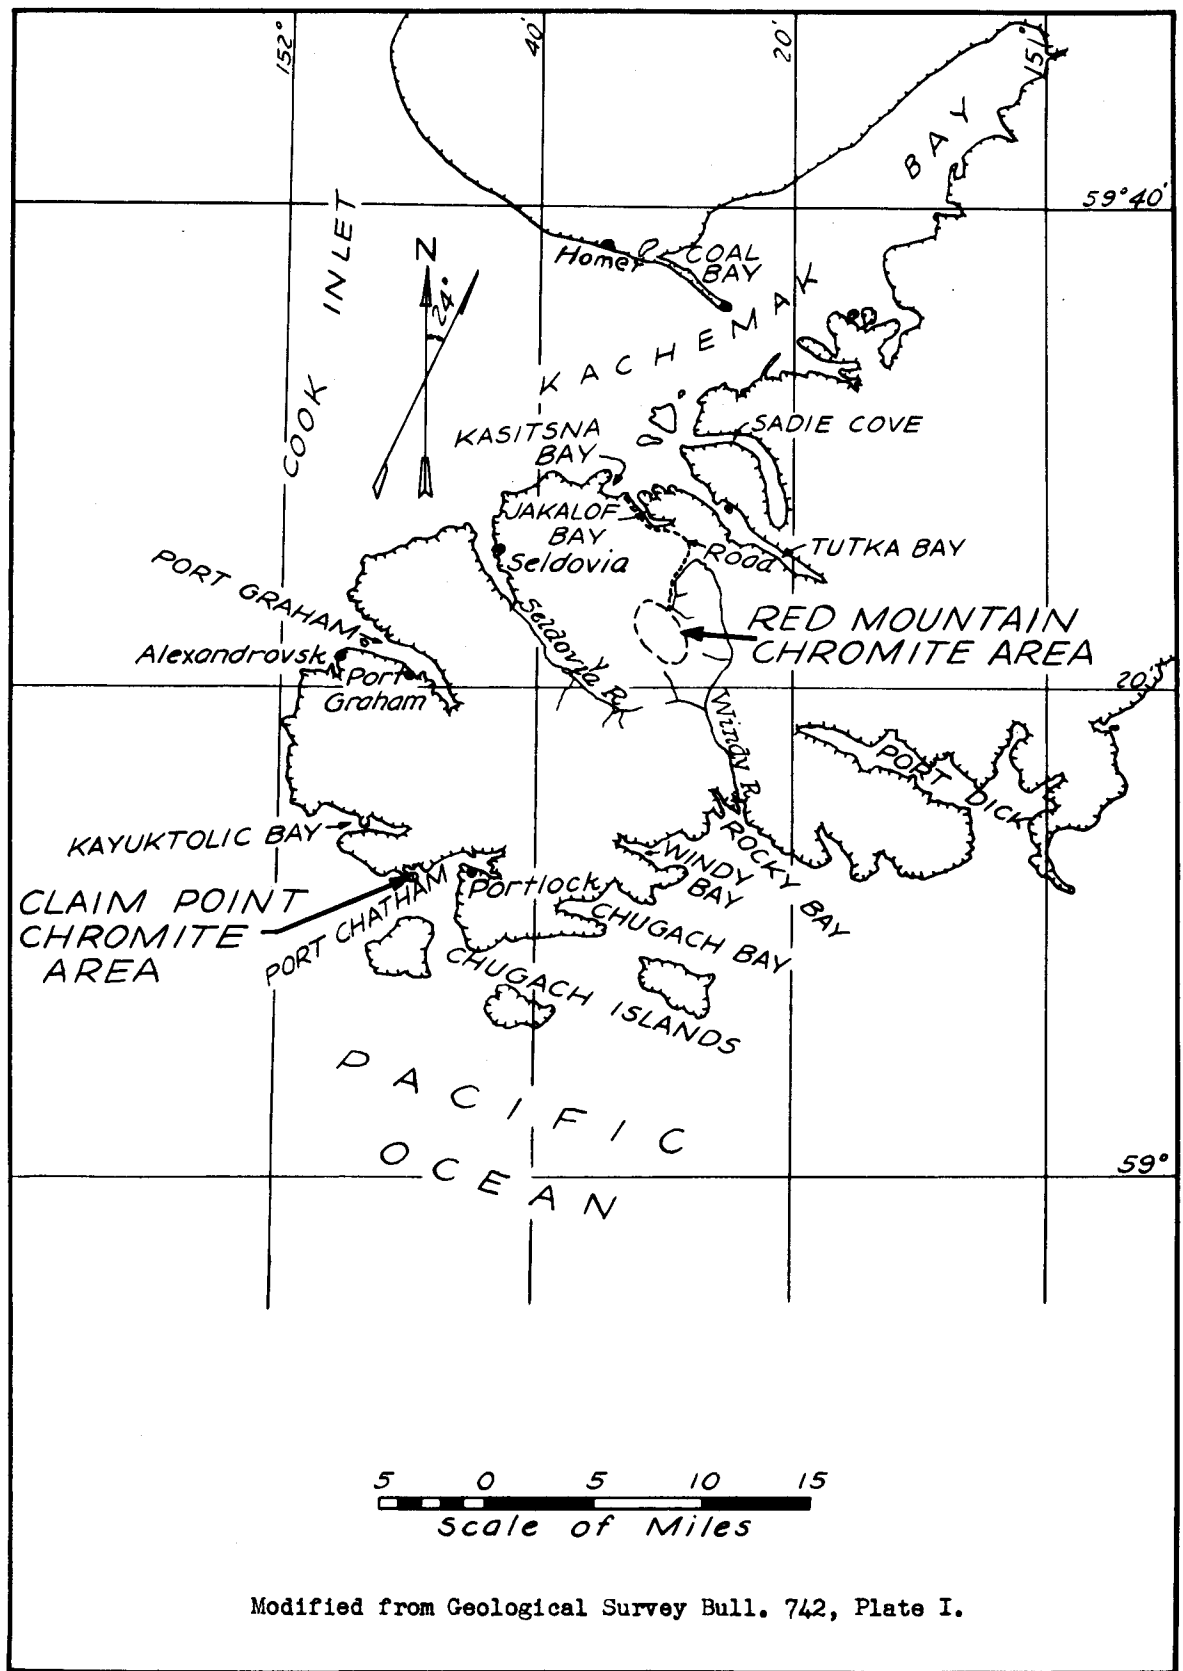 152°
40'
20'
151°
59° 40'
BAY
COOK INLET
N
24°
Homer
COAL
BAY
KACHEMAK
KASITSNA
BAY
SADIE COVE
JAKALOF
BAY
Seldovia
Road
TUTKA BAY
PORT GRAHAM
Seldovia R.
RED MOUNTAIN
CHROMITE AREA
Alexandrovsk
Port
Graham
20'
Windy R.
PORT DICK
KAYUKTOLIC BAY
ROCKY BAY
WINDY
BAY
Portlock
CLAIM POINT
CHROMITE
AREA
PORT CHATHAM
CHUGACH BAY
CHUGACH ISLANDS
PACIFIC
OCEAN
59°
5 0 5 10 15
Scale of Miles
Modified from Geological Survey Bull. 742, Plate I.